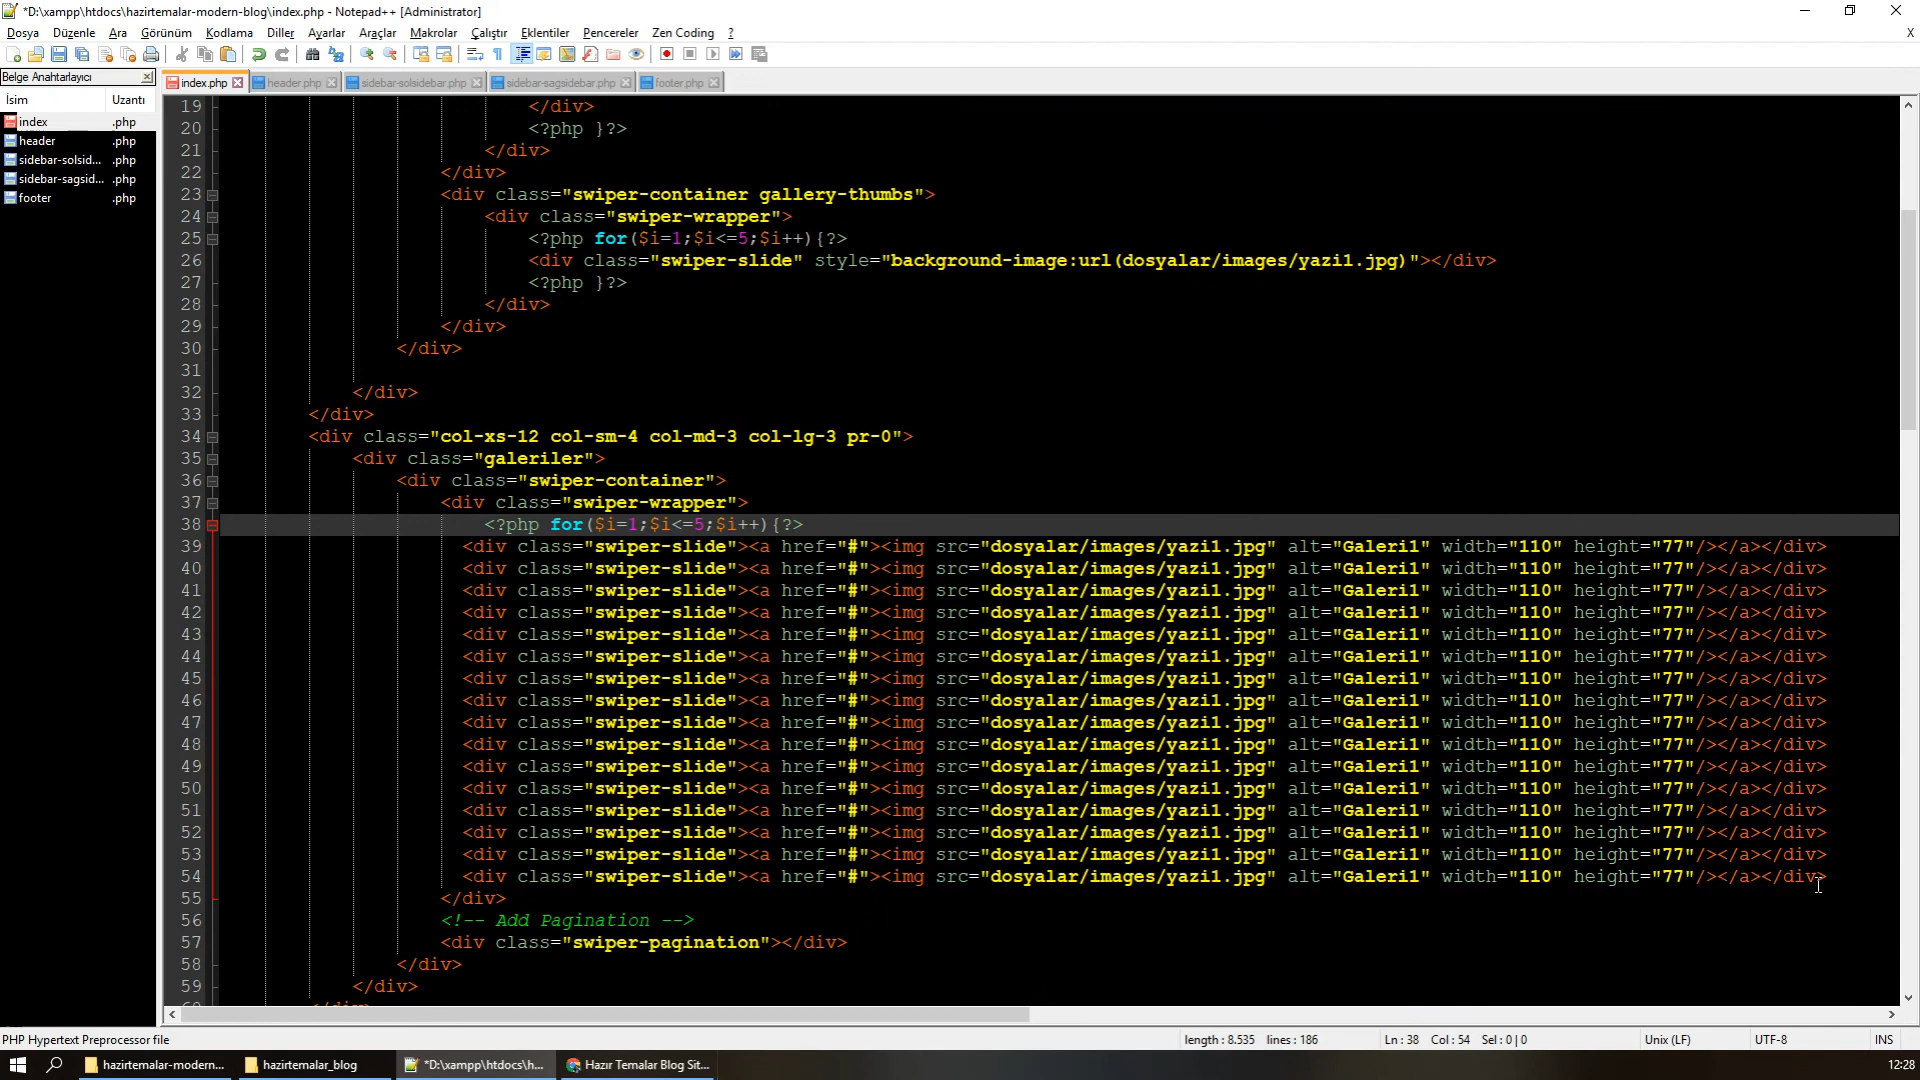 *D:\xampp\htdocs\hazirtemalar-modern-blog\index.php - Notepad++ [Administrator]
Dosya Düzenle Ara Görünüm Kodlama Diller Ayarlar Araçlar Makrolar Çalıştır Eklentiler Pencereler Zen Coding ? X
Belge Anahtarlayıcı
index.php header.php sidebar-solsidebar.php sidebar-sagsidebar.php footer.php
İsim Uzantı
index .php
header .php
sidebar-solsid... .php
sidebar-sagsid... .php
footer .php
19 </div>
20 <?php }?>
21 </div>
22 </div>
23 <div class="swiper-container gallery-thumbs">
24 <div class="swiper-wrapper">
25 <?php for($i=1;$i<=5;$i++){?>
26 <div class="swiper-slide" style="background-image:url(dosyalar/images/yazi1.jpg)"></div>
27 <?php }?>
28 </div>
29 </div>
30 </div>
31
32 </div>
33 </div>
34 <div class="col-xs-12 col-sm-4 col-md-3 col-lg-3 pr-0">
35 <div class="galeriler">
36 <div class="swiper-container">
37 <div class="swiper-wrapper">
38 <?php for($i=1;$i<=5;$i++){?>
39 <div class="swiper-slide"><a href="#"><img src="dosyalar/images/yazi1.jpg" alt="Galeri1" width="110" height="77"/></a></div>
40 <div class="swiper-slide"><a href="#"><img src="dosyalar/images/yazi1.jpg" alt="Galeri1" width="110" height="77"/></a></div>
41 <div class="swiper-slide"><a href="#"><img src="dosyalar/images/yazi1.jpg" alt="Galeri1" width="110" height="77"/></a></div>
42 <div class="swiper-slide"><a href="#"><img src="dosyalar/images/yazi1.jpg" alt="Galeri1" width="110" height="77"/></a></div>
43 <div class="swiper-slide"><a href="#"><img src="dosyalar/images/yazi1.jpg" alt="Galeri1" width="110" height="77"/></a></div>
44 <div class="swiper-slide"><a href="#"><img src="dosyalar/images/yazi1.jpg" alt="Galeri1" width="110" height="77"/></a></div>
45 <div class="swiper-slide"><a href="#"><img src="dosyalar/images/yazi1.jpg" alt="Galeri1" width="110" height="77"/></a></div>
46 <div class="swiper-slide"><a href="#"><img src="dosyalar/images/yazi1.jpg" alt="Galeri1" width="110" height="77"/></a></div>
47 <div class="swiper-slide"><a href="#"><img src="dosyalar/images/yazi1.jpg" alt="Galeri1" width="110" height="77"/></a></div>
48 <div class="swiper-slide"><a href="#"><img src="dosyalar/images/yazi1.jpg" alt="Galeri1" width="110" height="77"/></a></div>
49 <div class="swiper-slide"><a href="#"><img src="dosyalar/images/yazi1.jpg" alt="Galeri1" width="110" height="77"/></a></div>
50 <div class="swiper-slide"><a href="#"><img src="dosyalar/images/yazi1.jpg" alt="Galeri1" width="110" height="77"/></a></div>
51 <div class="swiper-slide"><a href="#"><img src="dosyalar/images/yazi1.jpg" alt="Galeri1" width="110" height="77"/></a></div>
52 <div class="swiper-slide"><a href="#"><img src="dosyalar/images/yazi1.jpg" alt="Galeri1" width="110" height="77"/></a></div>
53 <div class="swiper-slide"><a href="#"><img src="dosyalar/images/yazi1.jpg" alt="Galeri1" width="110" height="77"/></a></div>
54 <div class="swiper-slide"><a href="#"><img src="dosyalar/images/yazi1.jpg" alt="Galeri1" width="110" height="77"/></a></div>
55 </div>
56 <!-- Add Pagination -->
57 <div class="swiper-pagination"></div>
58 </div>
59 </div>
PHP Hypertext Preprocessor file length : 8.535 lines : 186 Ln : 38 Col : 54 Sel : 0 | 0 Unix (LF) UTF-8 INS
hazirtemalar-modern... hazirtemalar_blog *D:\xampp\htdocs\h... Hazır Temalar Blog Sit... 12:28